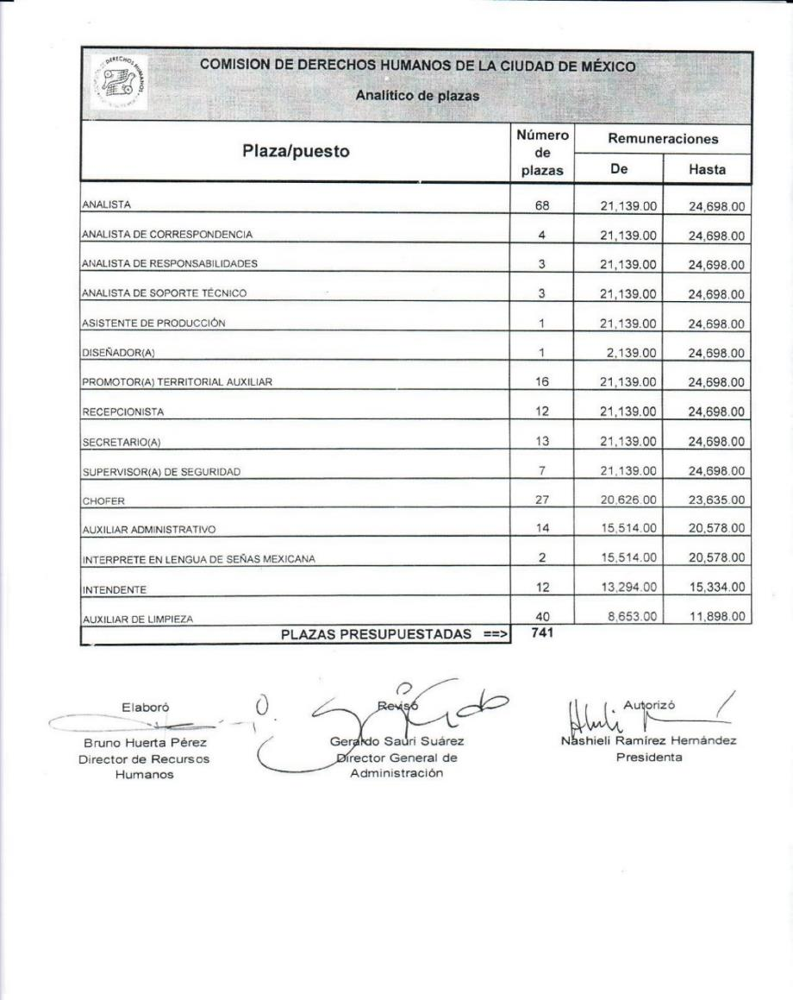 COMISION DE DERECHOS HUMANOS DE LA CIUDAD DE MÉXICO
Analítico de plazas
Plaza/puesto
Número de plazas
Remuneraciones
De Hasta
ANALISTA 68 21,139.00 24,698.00
ANALISTA DE CORRESPONDENCIA 4 21,139.00 24,698.00
ANALISTA DE RESPONSABILIDADES 3 21,139.00 24,698.00
ANALISTA DE SOPORTE TÉCNICO 3 21,139.00 24,698.00
ASISTENTE DE PRODUCCIÓN 1 21,139.00 24,698.00
DISEÑADOR(A) 1 2,139.00 24,698.00
PROMOTOR(A) TERRITORIAL AUXILIAR 16 21,139.00 24,698.00
RECEPCIONISTA 12 21,139.00 24,698.00
SECRETARIO(A) 13 21,139.00 24,698.00
SUPERVISOR(A) DE SEGURIDAD 7 21,139.00 24,698.00
CHOFER 27 20,626.00 23,635.00
AUXILIAR ADMINISTRATIVO 14 15,514.00 20,578.00
INTERPRETE EN LENGUA DE SEÑAS MEXICANA 2 15,514.00 20,578.00
INTENDENTE 12 13,294.00 15,334.00
AUXILIAR DE LIMPIEZA 40 8,653.00 11,898.00
PLAZAS PRESUPUESTADAS ==> 741
Elaboró
Bruno Huerta Pérez
Director de Recursos
Humanos
Revisó
Gerardo Sauri Suárez
Director General de
Administración
Autorizó
Nashieli Ramírez Hernández
Presidenta